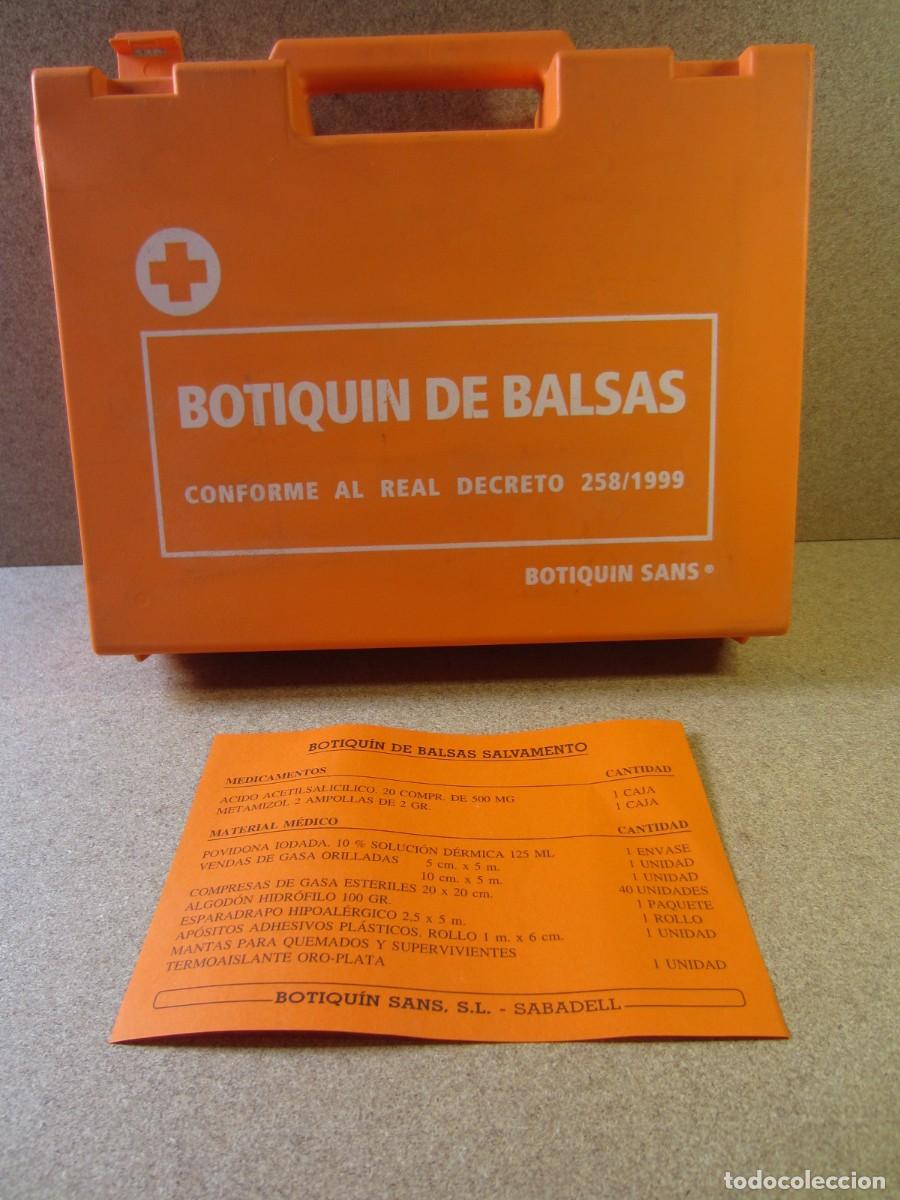 BOTIQUIN DE BALSAS
CONFORME AL REAL DECRETO 258/1999
BOTIQUIN SANS®
BOTIQUÍN DE BALSAS SALVAMENTO
MEDICAMENTOS CANTIDAD
ACIDO ACETILSALICILICO. 20 COMPR. DE 500 MG 1 CAJA
METAMIZOL 2 AMPOLLAS DE 2 GR. 1 CAJA
MATERIAL MÉDICO CANTIDAD
POVIDONA IODADA. 10 % SOLUCIÓN DÉRMICA 125 ML 1 ENVASE
VENDAS DE GASA ORILLADAS 5 cm. x 5 m. 1 UNIDAD
10 cm. x 5 m. 1 UNIDAD
COMPRESAS DE GASA ESTERILES 20 x 20 cm. 40 UNIDADES
ALGODÓN HIDRÓFILO 100 GR. 1 PAQUETE
ESPARADRAPO HIPOALÉRGICO 2,5 x 5 m. 1 ROLLO
APÓSITOS ADHESIVOS PLÁSTICOS. ROLLO 1 m. x 6 cm. 1 UNIDAD
MANTAS PARA QUEMADOS Y SUPERVIVIENTES
TERMOAISLANTE ORO-PLATA 1 UNIDAD
BOTIQUÍN SANS, S.L. - SABADELL
todocoleccion